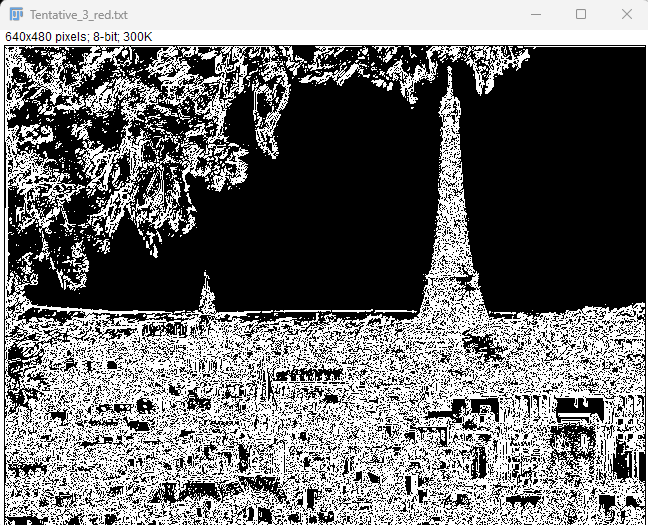 Tentative_3_red.txt
640x480 pixels; 8-bit; 300K